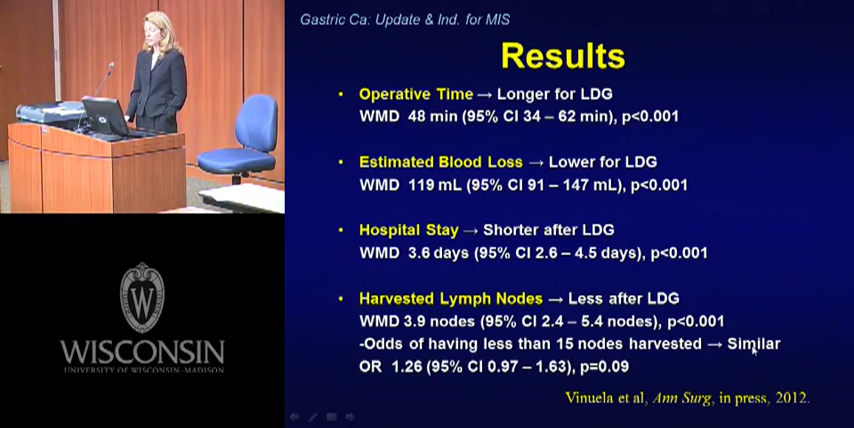 Gastric Ca: Update & Ind. for MIS
Results
• Operative Time → Longer for LDG
WMD 48 min (95% CI 34 – 62 min), p<0.001
• Estimated Blood Loss → Lower for LDG
WMD 119 mL (95% CI 91 – 147 mL), p<0.001
• Hospital Stay → Shorter after LDG
WMD 3.6 days (95% CI 2.6 – 4.5 days), p<0.001
• Harvested Lymph Nodes → Less after LDG
WMD 3.9 nodes (95% CI 2.4 – 5.4 nodes), p<0.001
-Odds of having less than 15 nodes harvested → Similar
OR 1.26 (95% CI 0.97 – 1.63), p=0.09
Vinuela et al, Ann Surg, in press, 2012.
W
WISCONSIN
UNIVERSITY OF WISCONSIN–MADISON